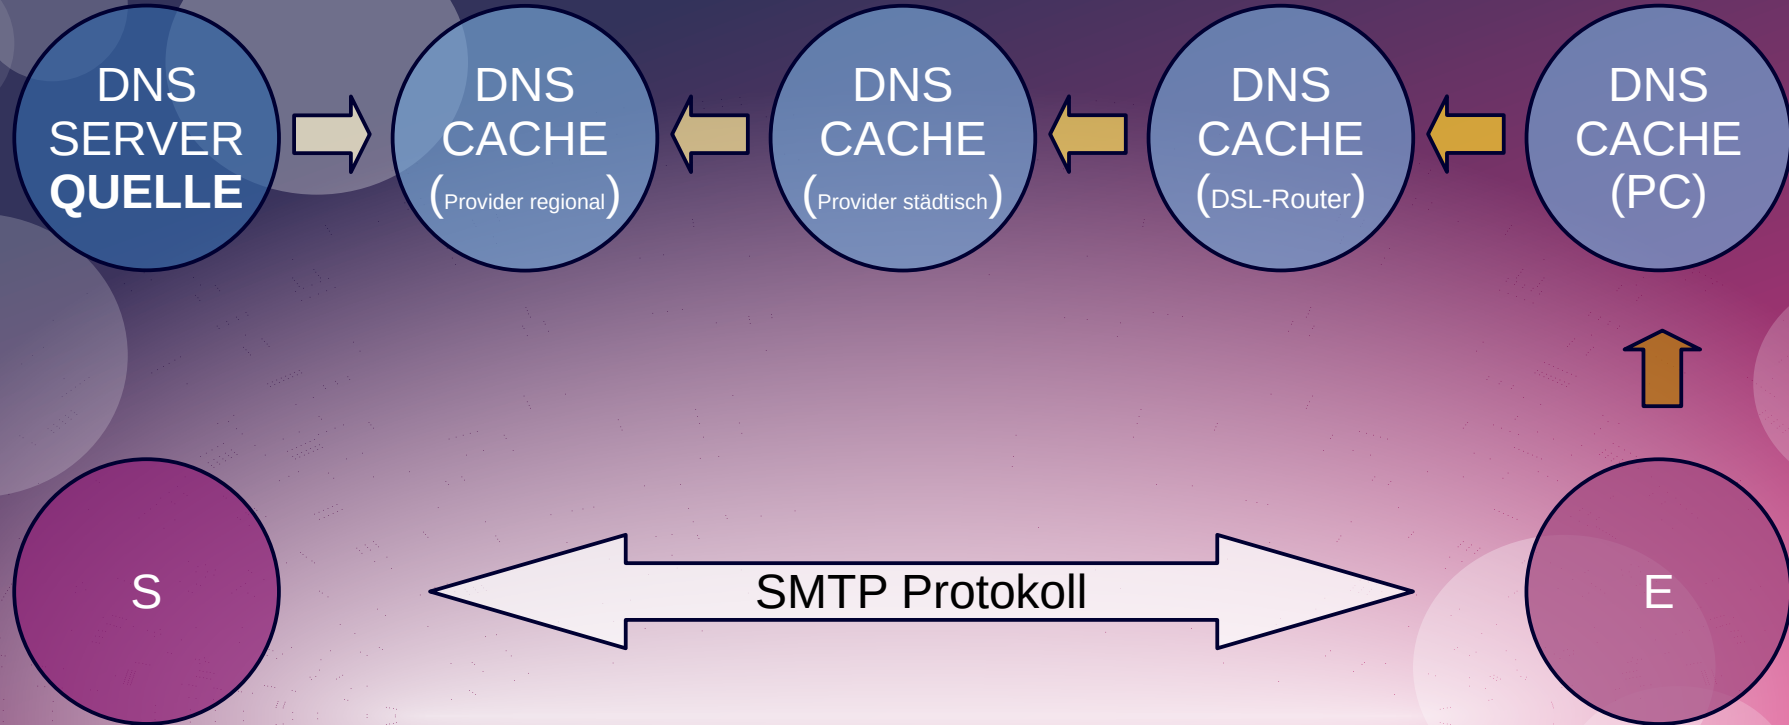 DNS
SERVER
QUELLE
DNS
CACHE
(Provider regional)
DNS
CACHE
(Provider städtisch)
DNS
CACHE
(DSL-Router)
DNS
CACHE
(PC)
S
SMTP Protokoll
E